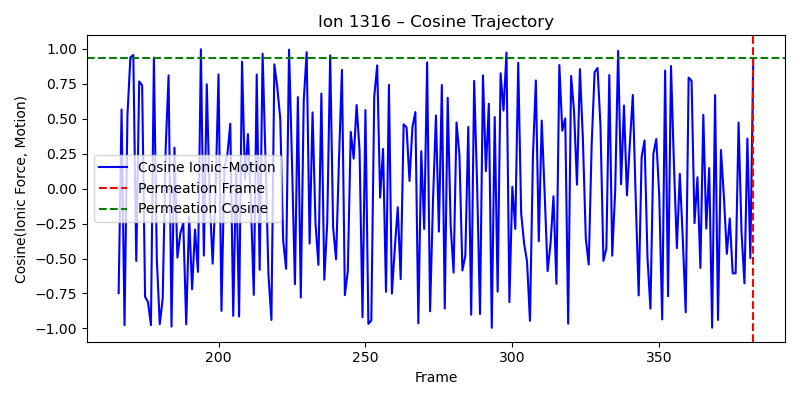 Ion 1316 – Cosine Trajectory
Cosine(Ionic Force, Motion)
1.00
0.75
0.50
0.25
0.00
−0.25
−0.50
−0.75
−1.00
Cosine Ionic–Motion
Permeation Frame
Permeation Cosine
200
250
300
350
Frame